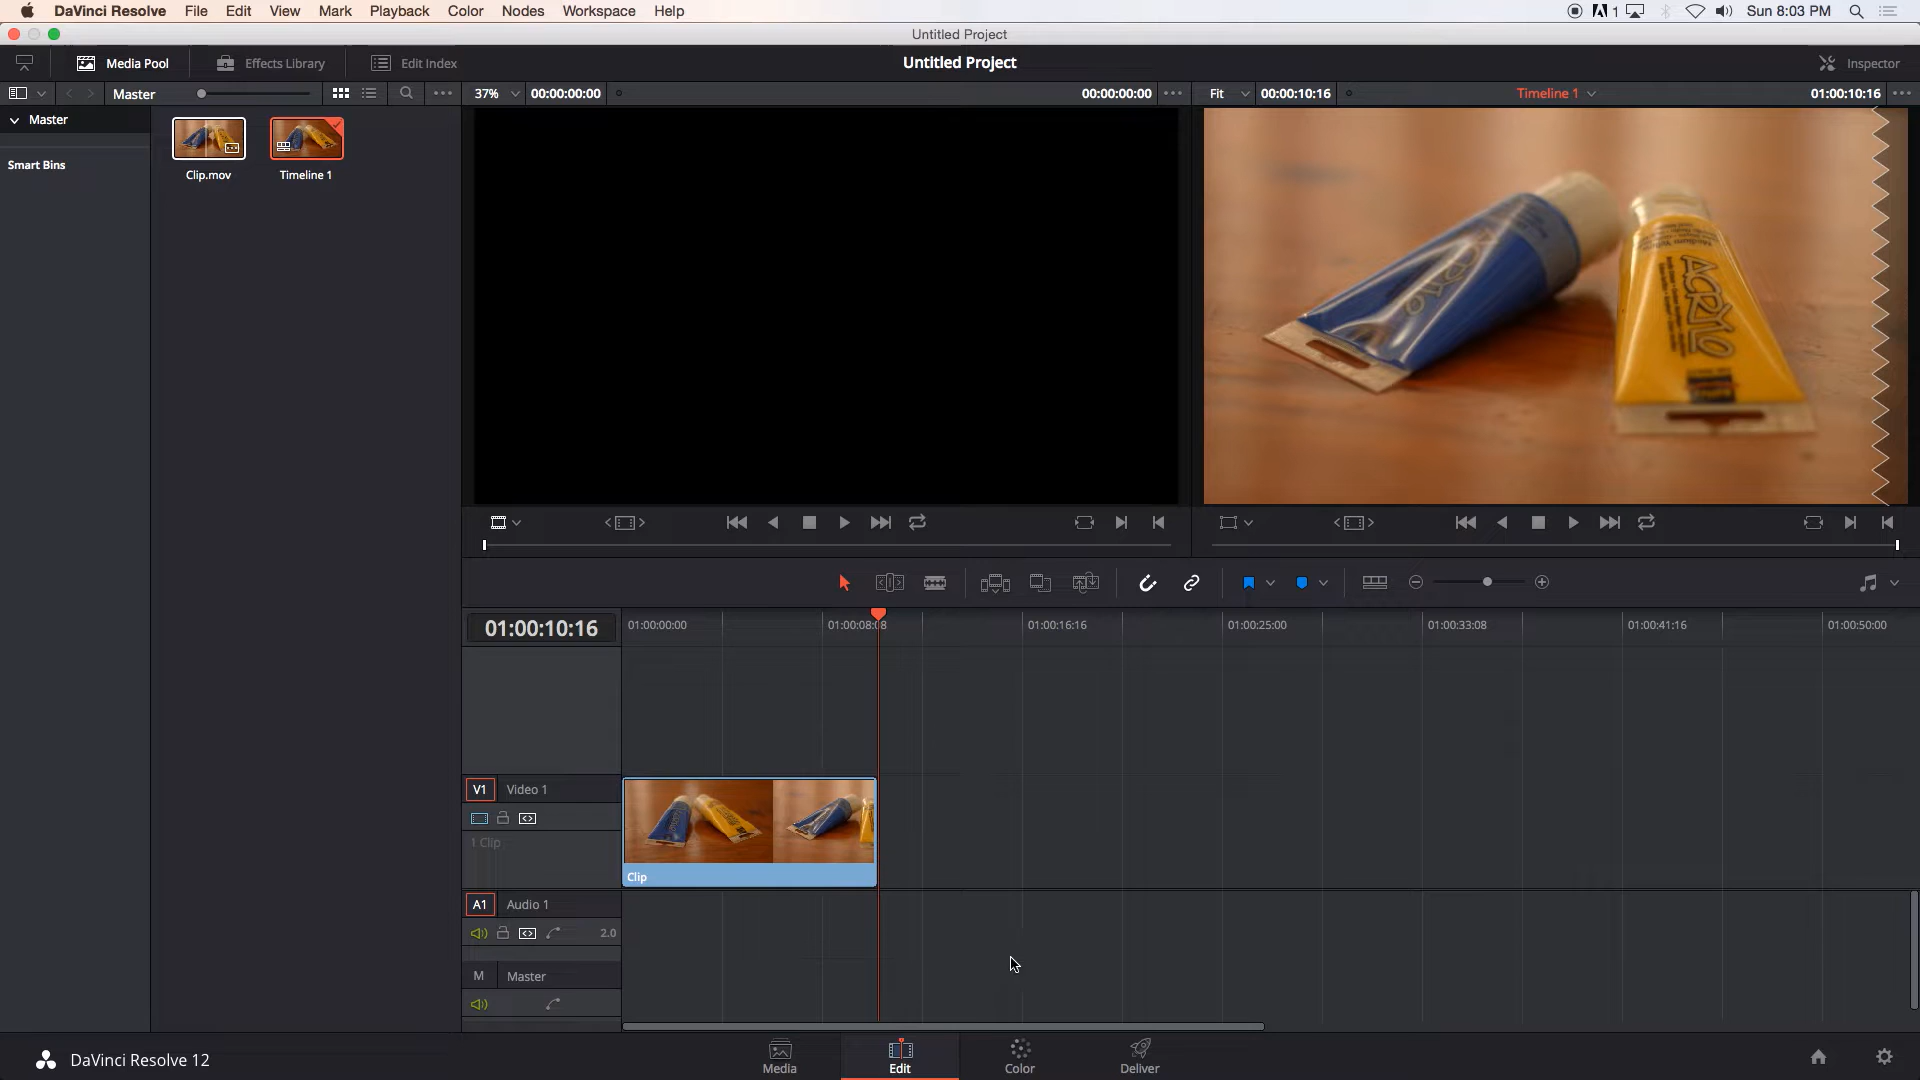 DaVinci Resolve File Edit View Mark Playback Color Nodes Workspace Help
1 Sun 8:03 PM
Untitled Project
Media Pool Effects Library Edit Index Untitled Project Inspector
Master 37% 00:00:00:00 00:00:00:00 Fit 00:00:10:16 Timeline 1 01:00:10:16
Master
Smart Bins
Clip.mov Timeline 1
ACRYLO
01:00:10:16 01:00:00:00 01:00:08:08 01:00:16:16 01:00:25:00 01:00:33:08 01:00:41:16 01:00:50:00
V1 Video 1
1 Clip
Clip
A1 Audio 1
2.0
M Master
DaVinci Resolve 12 Media Edit Color Deliver